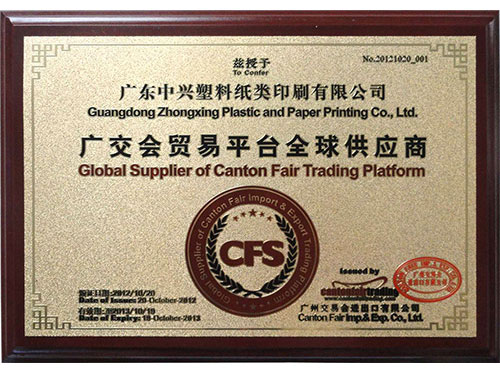 兹授予
To Confer
No.20121020_001
广东中兴塑料纸类印刷有限公司
Guangdong Zhongxing Plastic and Paper Printing Co., Ltd.
广交会贸易平台全球供应商
Global Supplier of Canton Fair Trading Platform
Global Supplier of Canton Fair Import & Export Trading Platform
CFS
Issued by
cantonfairtrading
验证日期:2012/10/20
Date of Issue: 20-October-2012
有效期:2013/10/19
Date of Expiry: 19-October-2013
广州交易会进出口有限公司
Canton Fair Imp.& Exp. Co., Ltd.